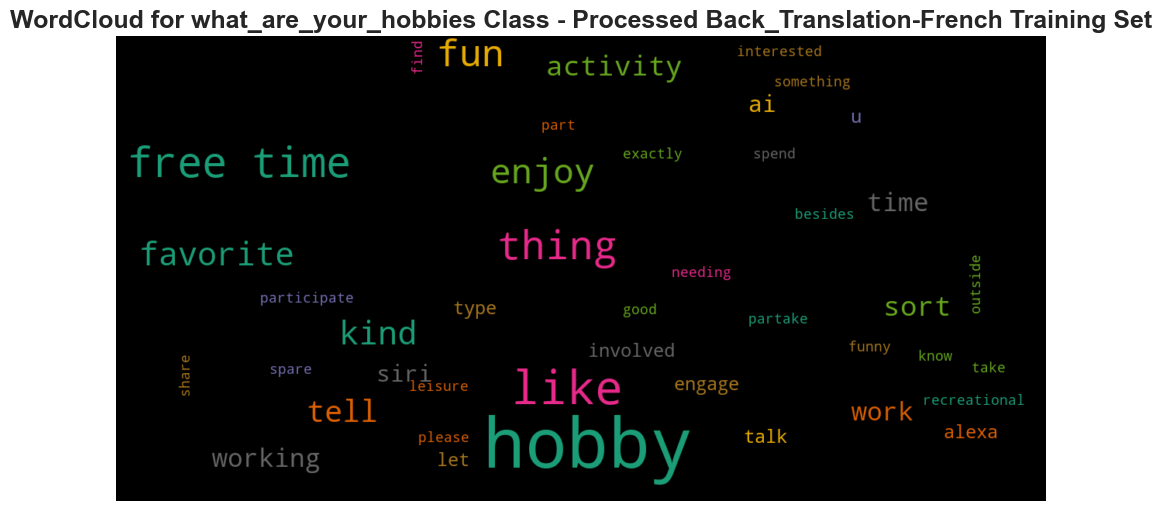 WordCloud for what_are_your_hobbies Class - Processed Back_Translation-French Training Set
find
fun
activity
interested
something
ai
u
part
free time
enjoy
exactly
spend
time
besides
favorite
thing
needing
outside
participate
type
good
sort
partake
kind
involved
funny
know
share
spare
siri
leisure
like
engage
take
recreational
tell
work
hobby
please
talk
alexa
working
let